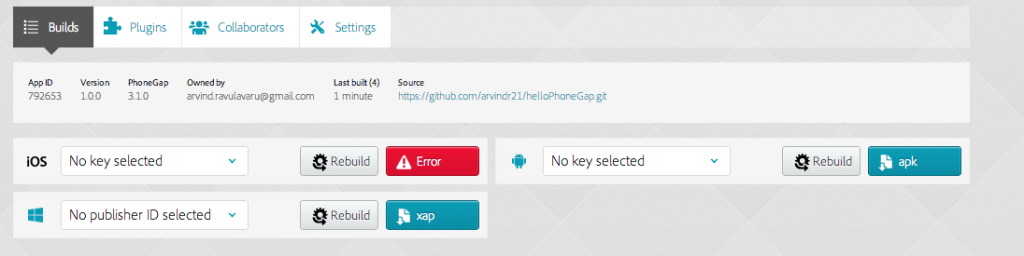 Builds Plugins Collaborators Settings
App ID Version PhoneGap Owned by Last built (4) Source
792653 1.0.0 3.1.0 arvind.ravulavaru@gmail.com 1 minute https://github.com/arvindr21/helloPhoneGap.git
iOS No key selected Rebuild Error No key selected Rebuild apk
No publisher ID selected Rebuild xap